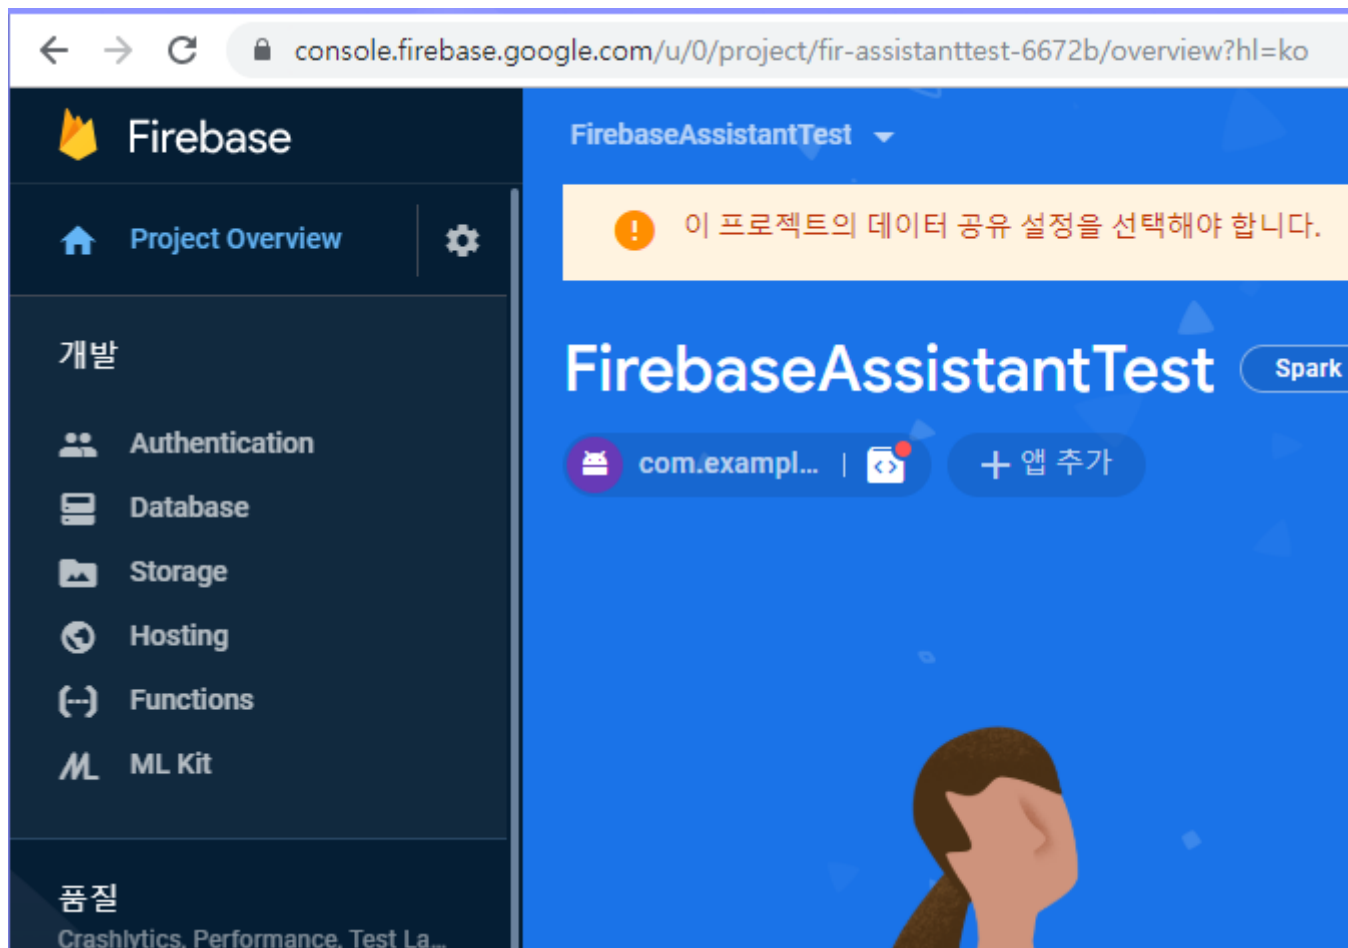 console.firebase.google.com/u/0/project/fir-assistanttest-6672b/overview?hl=ko
Firebase
Project Overview
개발
Authentication
Database
Storage
Hosting
Functions
ML Kit
품질
Crashlytics, Performance, Test La...
FirebaseAssistantTest
이 프로젝트의 데이터 공유 설정을 선택해야 합니다.
FirebaseAssistantTest Spark
com.exampl... | + 앱 추가